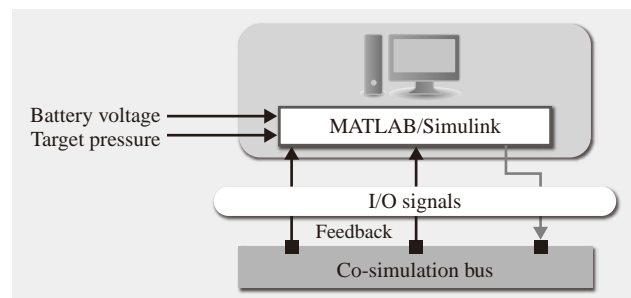 Battery voltage
Target pressure
MATLAB/Simulink
I/O signals
Feedback
Co-simulation bus